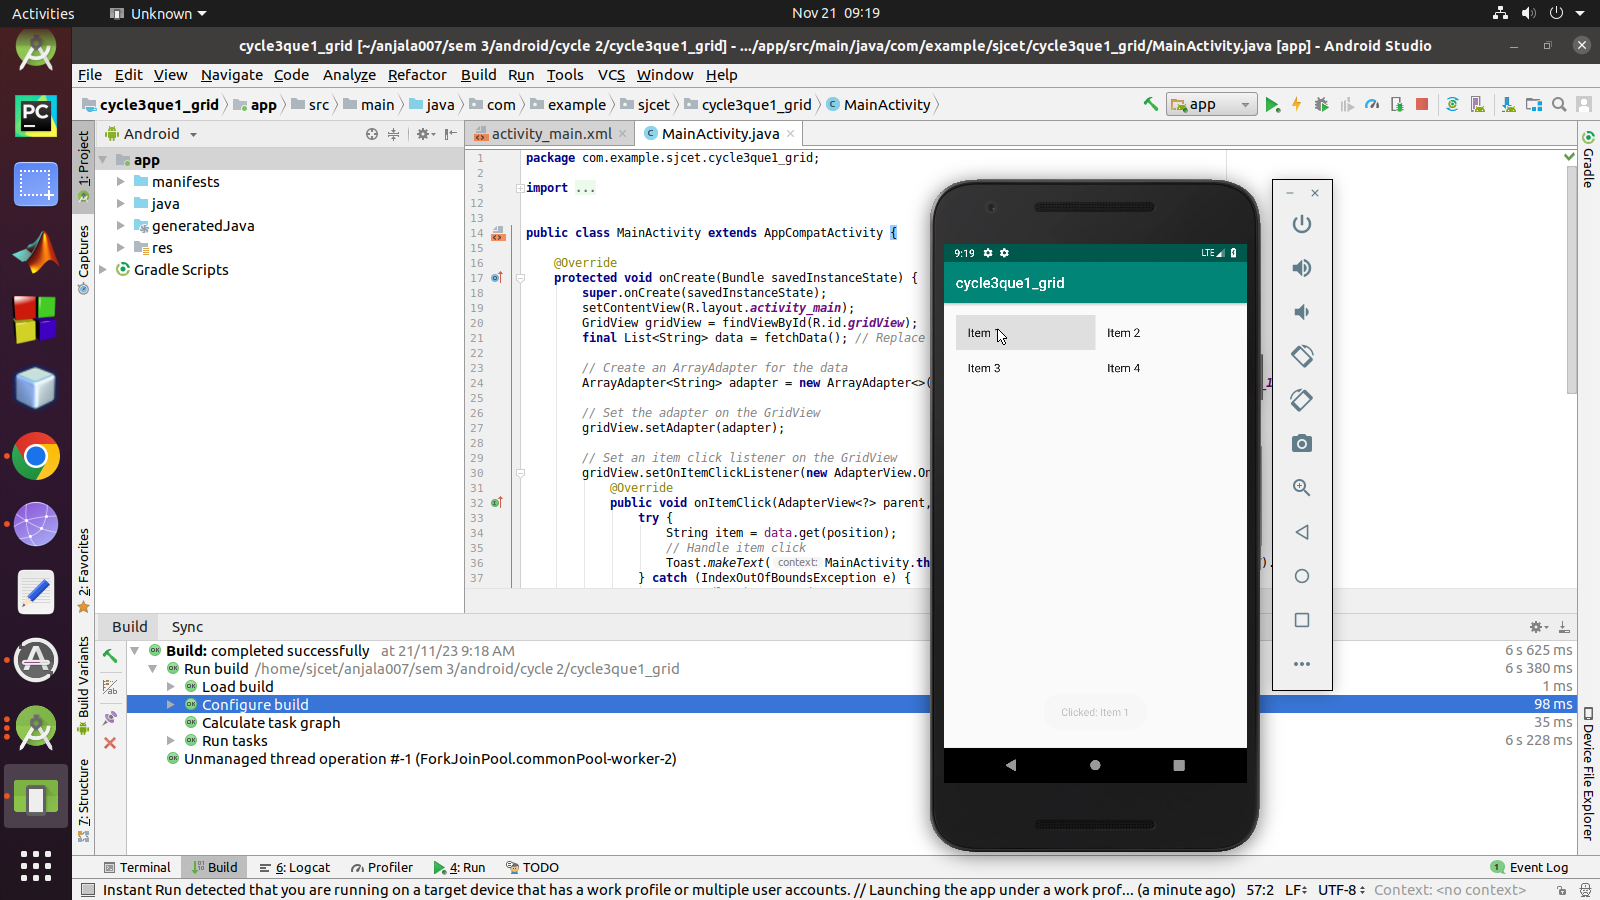 Activities
Unknown
Nov 21 09:19
cycle3que1_grid [~/anjala007/sem 3/android/cycle 2/cycle3que1_grid] - .../app/src/main/java/com/example/sjcet/cycle3que1_grid/MainActivity.java [app] - Android Studio
File Edit View Navigate Code Analyze Refactor Build Run Tools VCS Window Help
cycle3que1_grid app src main java com example sjcet cycle3que1_grid MainActivity
app
Android
activity_main.xml
MainActivity.java
1: Project
Captures
2: Favorites
Build Variants
7: Structure
app
manifests
java
generatedJava
res
Gradle Scripts
1 package com.example.sjcet.cycle3que1_grid;
2
3 import ...
12
13
14 public class MainActivity extends AppCompatActivity {
15
16 @Override
17 protected void onCreate(Bundle savedInstanceState) {
18 super.onCreate(savedInstanceState);
19 setContentView(R.layout.activity_main);
20 GridView gridView = findViewById(R.id.gridView);
21 final List<String> data = fetchData(); // Replace
22
23 // Create an ArrayAdapter for the data
24 ArrayAdapter<String> adapter = new ArrayAdapter<>(
25
26 // Set the adapter on the GridView
27 gridView.setAdapter(adapter);
28
29 // Set an item click listener on the GridView
30 gridView.setOnItemClickListener(new AdapterView.On
31 @Override
32 public void onItemClick(AdapterView<?> parent,
33 try {
34 String item = data.get(position);
35 // Handle item click
36 Toast.makeText( context: MainActivity.th
37 } catch (IndexOutOfBoundsException e) {
9:19
LTE
cycle3que1_grid
Item 1
Item 2
Item 3
Item 4
Clicked: Item 1
Gradle
Device File Explorer
Build Sync
Build: completed successfully at 21/11/23 9:18 AM 6 s 625 ms
Run build /home/sjcet/anjala007/sem 3/android/cycle 2/cycle3que1_grid 6 s 380 ms
Load build 1 ms
Configure build 98 ms
Calculate task graph 35 ms
Run tasks 6 s 228 ms
Unmanaged thread operation #-1 (ForkJoinPool.commonPool-worker-2)
Terminal Build 6: Logcat Profiler 4: Run TODO
1 Event Log
Instant Run detected that you are running on a target device that has a work profile or multiple user accounts. // Launching the app under a work prof... (a minute ago) 57:2 LF UTF-8 Context: <no context>